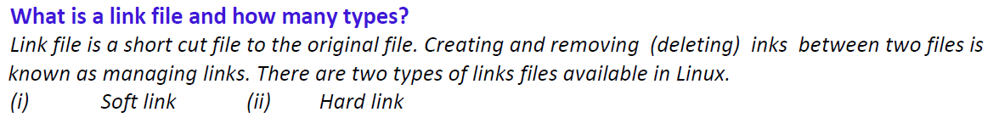 What is a link file and how many types?
Link file is a short cut file to the original file. Creating and removing (deleting) inks between two files is
known as managing links. There are two types of links files available in Linux.
(i) Soft link (ii) Hard link